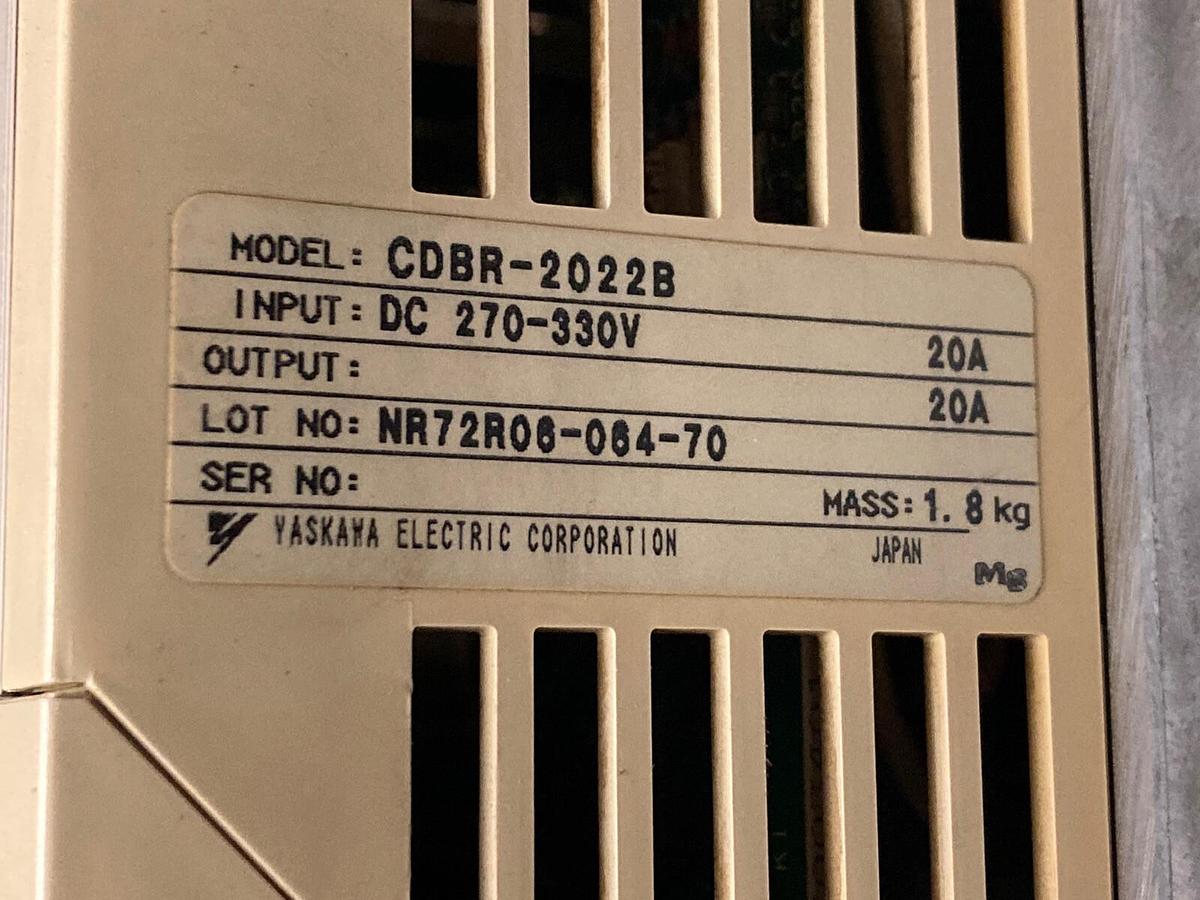 MODEL: CDBR-2022B
INPUT: DC 270-330V 20A
OUTPUT: 20A
LOT NO: NR72R06-064-70
SER NO: MASS: 1.8 kg
YASKAWA ELECTRIC CORPORATION JAPAN